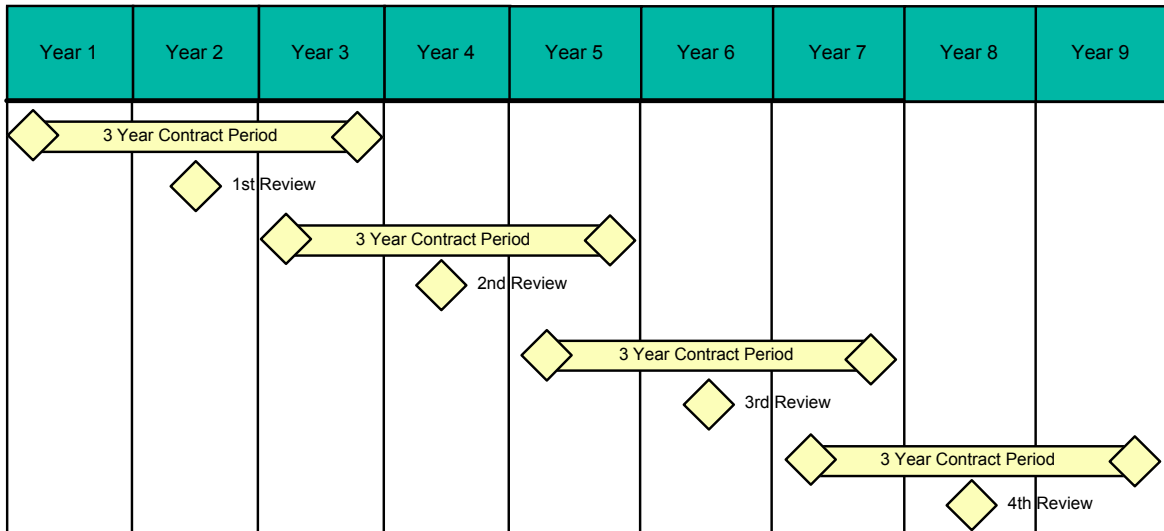 Year 1 Year 2 Year 3 Year 4 Year 5 Year 6 Year 7 Year 8 Year 9
3 Year Contract Period
1st Review
3 Year Contract Period
2nd Review
3 Year Contract Period
3rd Review
3 Year Contract Period
4th Review